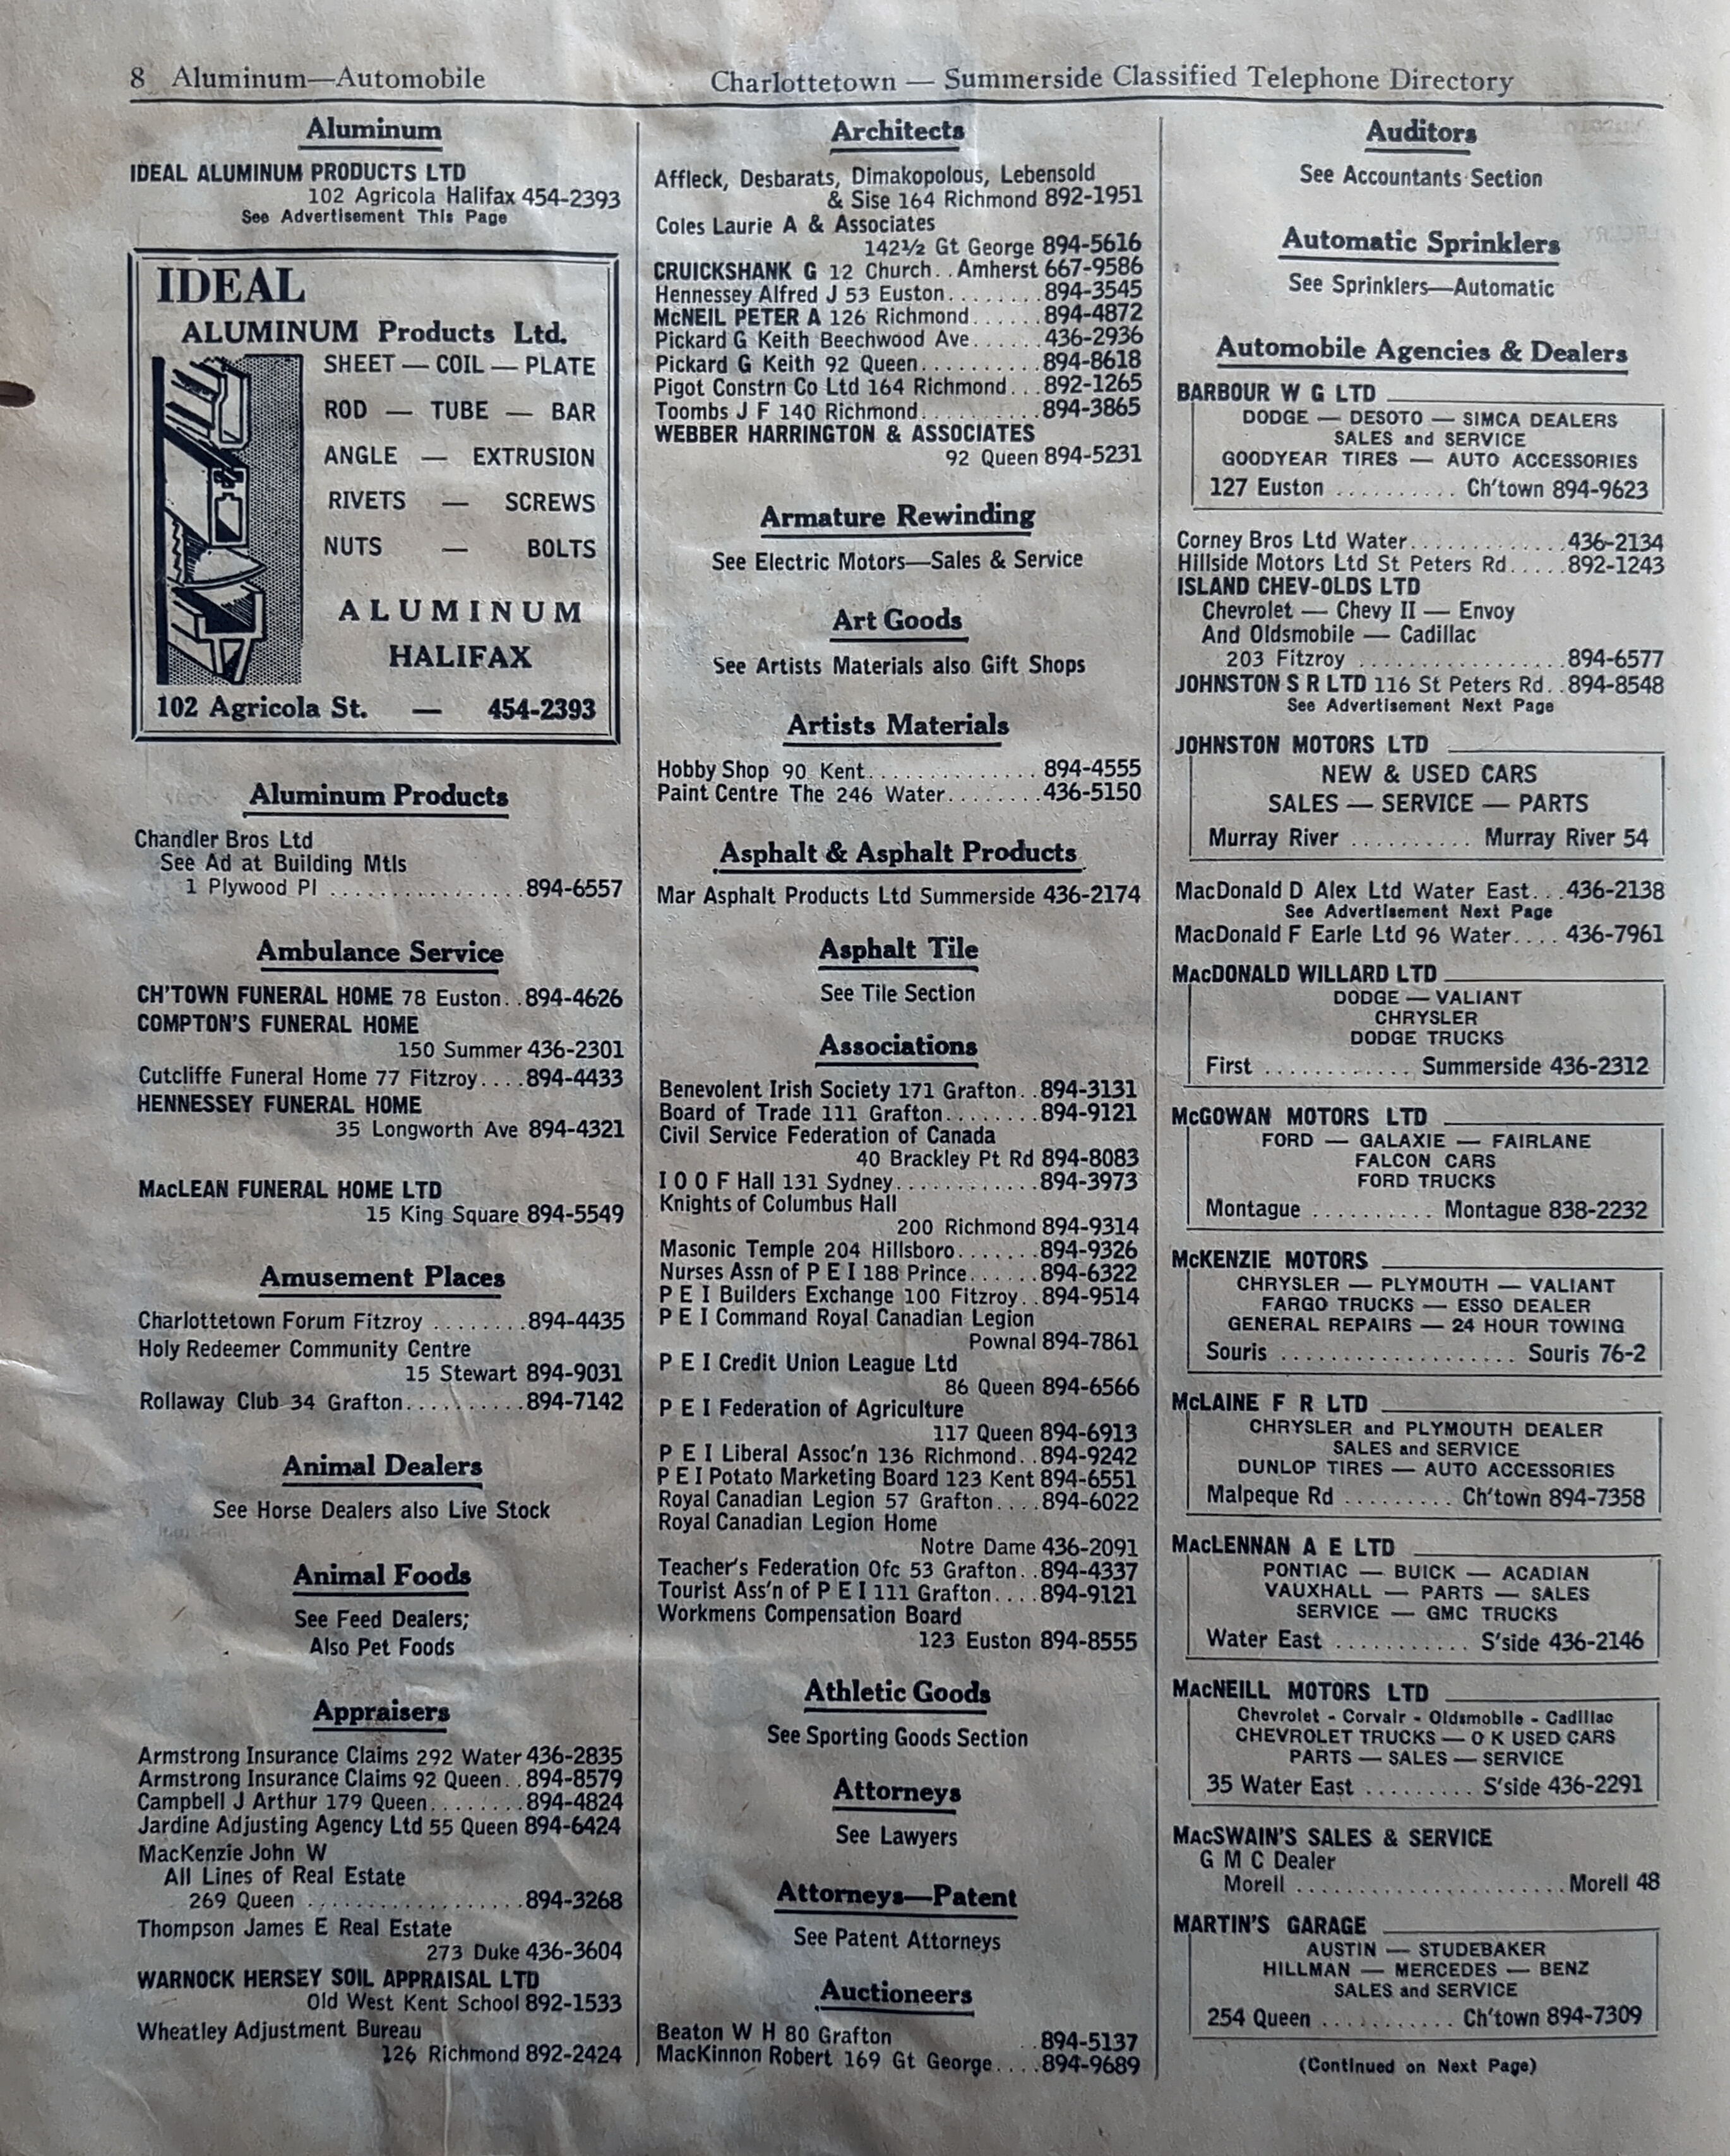 8 Aluminum—Automobile
Charlottetown — Summerside Classified Telephone Directory
Aluminum
IDEAL ALUMINUM PRODUCTS LTD
102 Agricola Halifax 454-2393
See Advertisement This Page
IDEAL
ALUMINUM Products Ltd.
SHEET — COIL — PLATE
ROD — TUBE — BAR
ANGLE — EXTRUSION
RIVETS — SCREWS
NUTS — BOLTS
ALUMINUM
HALIFAX
102 Agricola St. — 454-2393
Aluminum Products
Chandler Bros Ltd
See Ad at Building Mtls
1 Plywood Pl ................894-6557
Ambulance Service
CH'TOWN FUNERAL HOME 78 Euston..894-4626
COMPTON'S FUNERAL HOME
150 Summer 436-2301
Cutcliffe Funeral Home 77 Fitzroy....894-4433
HENNESSEY FUNERAL HOME
35 Longworth Ave 894-4321
MACLEAN FUNERAL HOME LTD
15 King Square 894-5549
Amusement Places
Charlottetown Forum Fitzroy ........894-4435
Holy Redeemer Community Centre
15 Stewart 894-9031
Rollaway Club 34 Grafton..........894-7142
Animal Dealers
See Horse Dealers also Live Stock
Animal Foods
See Feed Dealers;
Also Pet Foods
Appraisers
Armstrong Insurance Claims 292 Water 436-2835
Armstrong Insurance Claims 92 Queen..894-8579
Campbell J Arthur 179 Queen........894-4824
Jardine Adjusting Agency Ltd 55 Queen 894-6424
MacKenzie John W
All Lines of Real Estate
269 Queen ..................894-3268
Thompson James E Real Estate
273 Duke 436-3604
WARNOCK HERSEY SOIL APPRAISAL LTD
Old West Kent School 892-1533
Wheatley Adjustment Bureau
126 Richmond 892-2424
Architects
Affleck, Desbarats, Dimakopolous, Lebensold
& Sise 164 Richmond 892-1951
Coles Laurie A & Associates
142½ Gt George 894-5616
CRUICKSHANK G 12 Church..Amherst 667-9586
Hennessey Alfred J 53 Euston........894-3545
McNEIL PETER A 126 Richmond......894-4872
Pickard G Keith Beechwood Ave......436-2936
Pickard G Keith 92 Queen..........894-8618
Pigot Constrn Co Ltd 164 Richmond...892-1265
Toombs J F 140 Richmond..........894-3865
WEBBER HARRINGTON & ASSOCIATES
92 Queen 894-5231
Armature Rewinding
See Electric Motors—Sales & Service
Art Goods
See Artists Materials also Gift Shops
Artists Materials
Hobby Shop 90 Kent..............894-4555
Paint Centre The 246 Water........436-5150
Asphalt & Asphalt Products
Mar Asphalt Products Ltd Summerside 436-2174
Asphalt Tile
See Tile Section
Associations
Benevolent Irish Society 171 Grafton..894-3131
Board of Trade 111 Grafton........894-9121
Civil Service Federation of Canada
40 Brackley Pt Rd 894-8083
I O O F Hall 131 Sydney............894-3973
Knights of Columbus Hall
200 Richmond 894-9314
Masonic Temple 204 Hillsboro.......894-9326
Nurses Assn of P E I 188 Prince......894-6322
P E I Builders Exchange 100 Fitzroy..894-9514
P E I Command Royal Canadian Legion
Pownal 894-7861
P E I Credit Union League Ltd
86 Queen 894-6566
P E I Federation of Agriculture
117 Queen 894-6913
P E I Liberal Assoc'n 136 Richmond..894-9242
P E I Potato Marketing Board 123 Kent 894-6551
Royal Canadian Legion 57 Grafton....894-6022
Royal Canadian Legion Home
Notre Dame 436-2091
Teacher's Federation Ofc 53 Grafton..894-4337
Tourist Ass'n of P E I 111 Grafton....894-9121
Workmens Compensation Board
123 Euston 894-8555
Athletic Goods
See Sporting Goods Section
Attorneys
See Lawyers
Attorneys—Patent
See Patent Attorneys
Auctioneers
Beaton W H 80 Grafton ..894-5137
MacKinnon Robert 169 Gt George....894-9689
Auditors
See Accountants Section
Automatic Sprinklers
See Sprinklers—Automatic
Automobile Agencies & Dealers
BARBOUR W G LTD
DODGE — DESOTO — SIMCA DEALERS
SALES and SERVICE
GOODYEAR TIRES — AUTO ACCESSORIES
127 Euston .......... Ch'town 894-9623
Corney Bros Ltd Water.............436-2134
Hillside Motors Ltd St Peters Rd.....892-1243
ISLAND CHEV-OLDS LTD
Chevrolet — Chevy II — Envoy
And Oldsmobile — Cadillac
203 Fitzroy .................894-6577
JOHNSTON S R LTD 116 St Peters Rd..894-8548
See Advertisement Next Page
JOHNSTON MOTORS LTD
NEW & USED CARS
SALES — SERVICE — PARTS
Murray River .......... Murray River 54
MacDonald D Alex Ltd Water East...436-2138
See Advertisement Next Page
MacDonald F Earle Ltd 96 Water....436-7961
MACDONALD WILLARD LTD
DODGE — VALIANT
CHRYSLER
DODGE TRUCKS
First ............ Summerside 436-2312
McGOWAN MOTORS LTD
FORD — GALAXIE — FAIRLANE
FALCON CARS
FORD TRUCKS
Montague .......... Montague 838-2232
McKENZIE MOTORS
CHRYSLER — PLYMOUTH — VALIANT
FARGO TRUCKS — ESSO DEALER
GENERAL REPAIRS — 24 HOUR TOWING
Souris .................... Souris 76-2
McLAINE F R LTD
CHRYSLER and PLYMOUTH DEALER
SALES and SERVICE
DUNLOP TIRES — AUTO ACCESSORIES
Malpeque Rd ......... Ch'town 894-7358
MACLENNAN A E LTD
PONTIAC — BUICK — ACADIAN
VAUXHALL — PARTS — SALES
SERVICE — GMC TRUCKS
Water East ........... S'side 436-2146
MACNEILL MOTORS LTD
Chevrolet - Corvair - Oldsmobile - Cadillac
CHEVROLET TRUCKS — O K USED CARS
PARTS — SALES — SERVICE
35 Water East ......... S'side 436-2291
MACSWAIN'S SALES & SERVICE
G M C Dealer
Morell .......................Morell 48
MARTIN'S GARAGE
AUSTIN — STUDEBAKER
HILLMAN — MERCEDES — BENZ
SALES and SERVICE
254 Queen ........... Ch'town 894-7309
(Continued on Next Page)